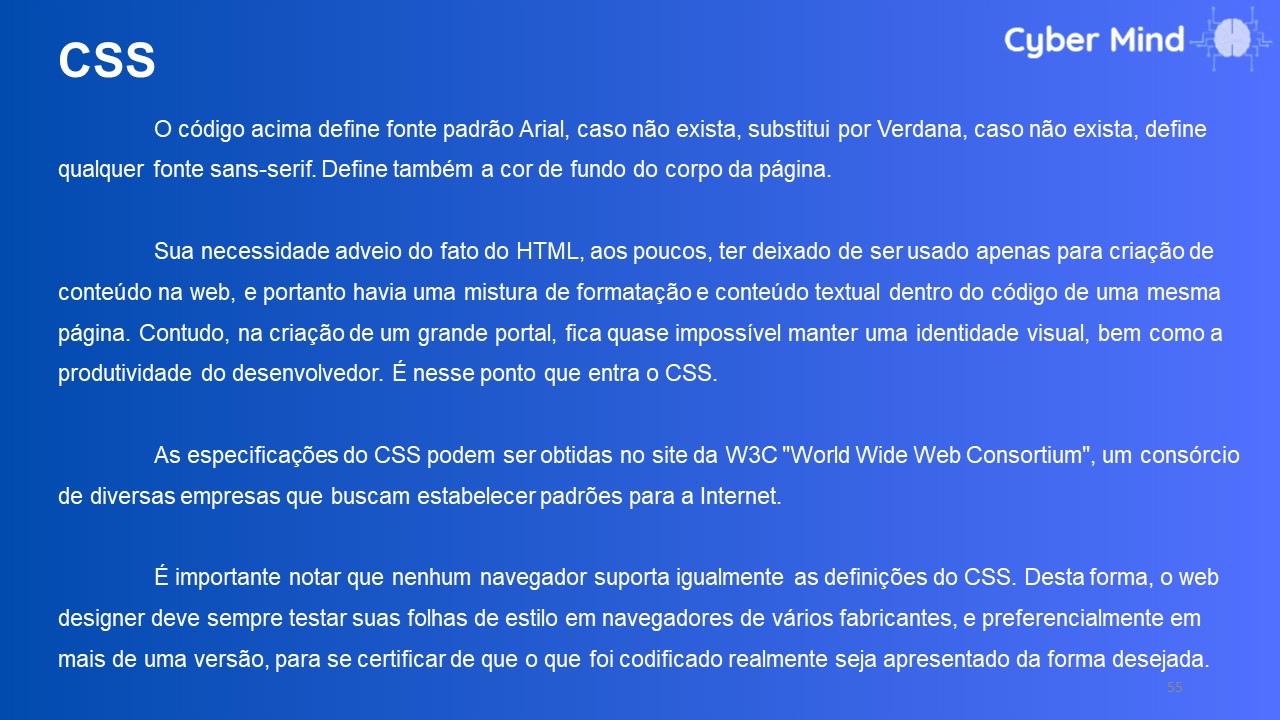 CSS
Cyber Mind
O código acima define fonte padrão Arial, caso não exista, substitui por Verdana, caso não exista, define
qualquer fonte sans-serif. Define também a cor de fundo do corpo da página.
Sua necessidade adveio do fato do HTML, aos poucos, ter deixado de ser usado apenas para criação de
conteúdo na web, e portanto havia uma mistura de formatação e conteúdo textual dentro do código de uma mesma
página. Contudo, na criação de um grande portal, fica quase impossível manter uma identidade visual, bem como a
produtividade do desenvolvedor. É nesse ponto que entra o CSS.
As especificações do CSS podem ser obtidas no site da W3C "World Wide Web Consortium", um consórcio
de diversas empresas que buscam estabelecer padrões para a Internet.
É importante notar que nenhum navegador suporta igualmente as definições do CSS. Desta forma, o web
designer deve sempre testar suas folhas de estilo em navegadores de vários fabricantes, e preferencialmente em
mais de uma versão, para se certificar de que o que foi codificado realmente seja apresentado da forma desejada.
55